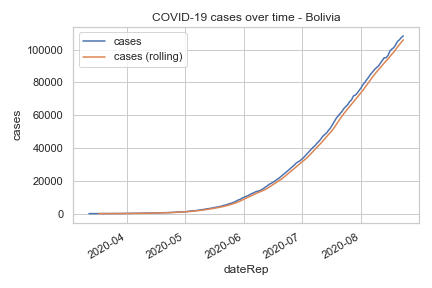 COVID-19 cases over time - Bolivia
cases
cases (rolling)
100000
80000
60000
40000
20000
0
cases
2020-04
2020-05
2020-06
2020-07
2020-08
dateRep